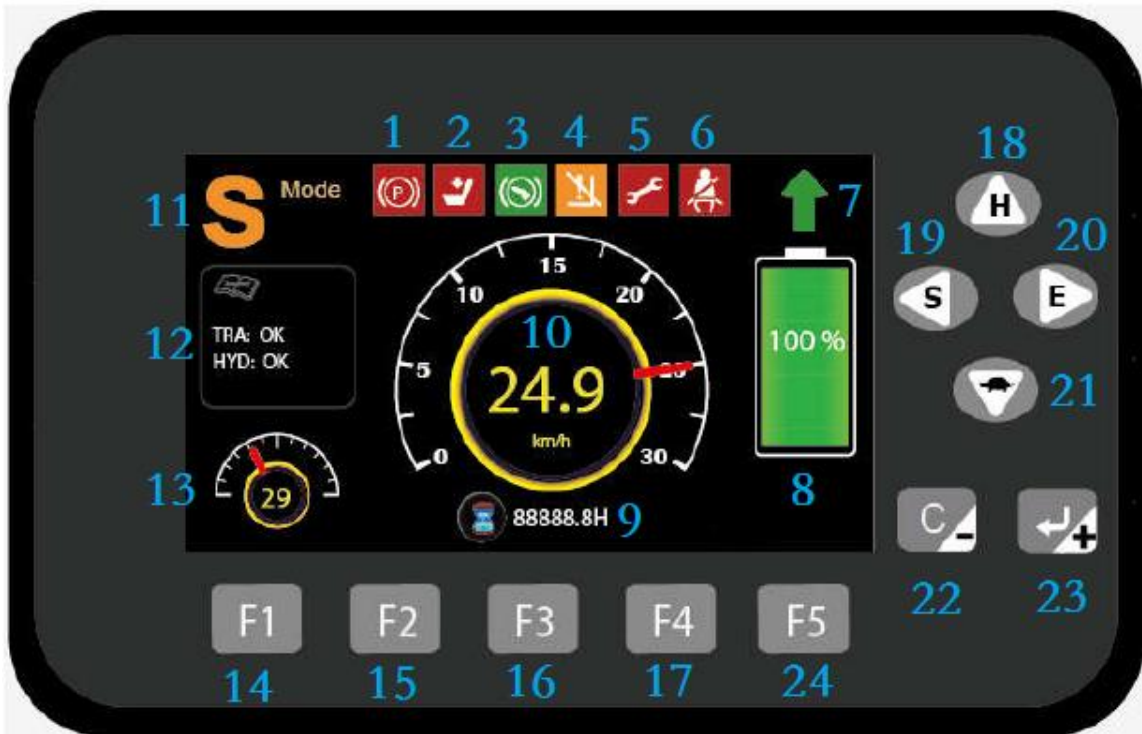 1 2 3 4 5 6
18
S Mode
(P)
11
7
H
19 20
15
10 20
S E
12
TRA: OK
HYD: OK
10
100 %
5 25
24.9
21
km/h
0 30
13
29
8
88888.8H 9
C - +
22 23
F1 F2 F3 F4 F5
14 15 16 17 24